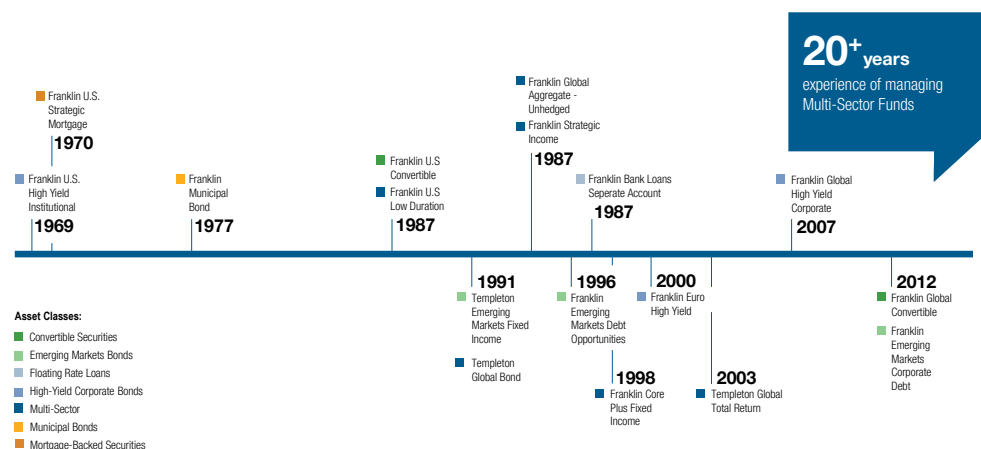 20+ years
experience of managing
Multi-Sector Funds
Franklin U.S.
Strategic
Mortgage
1970
Franklin U.S.
High Yield
Institutional
1969
Franklin
Municipal
Bond
1977
Franklin U.S
Convertible
Franklin U.S
Low Duration
1987
Franklin Global
Aggregate -
Unhedged
Franklin Strategic
Income
1987
Franklin Bank Loans
Seperate Account
1987
Franklin Global
High Yield
Corporate
2007
1991
Templeton
Emerging
Markets Fixed
Income
Templeton
Global Bond
1996
Franklin
Emerging
Markets Debt
Opportunities
1998
Franklin Core
Plus Fixed
Income
2000
Franklin Euro
High Yield
2003
Templeton Global
Total Return
2012
Franklin Global
Convertible
Franklin
Emerging
Markets
Corporate
Debt
Asset Classes:
Convertible Securities
Emerging Markets Bonds
Floating Rate Loans
High-Yield Corporate Bonds
Multi-Sector
Municipal Bonds
Mortgage-Backed Securities